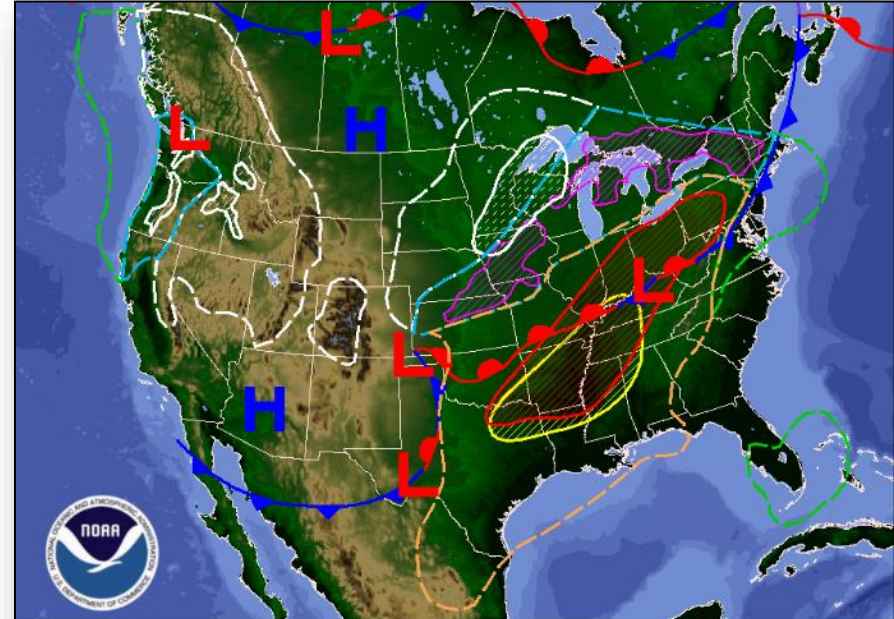 L
H
L
L
L
H
L
NATIONAL OCEANIC AND ATMOSPHERIC ADMINISTRATION
NOAA
U.S. DEPARTMENT OF COMMERCE